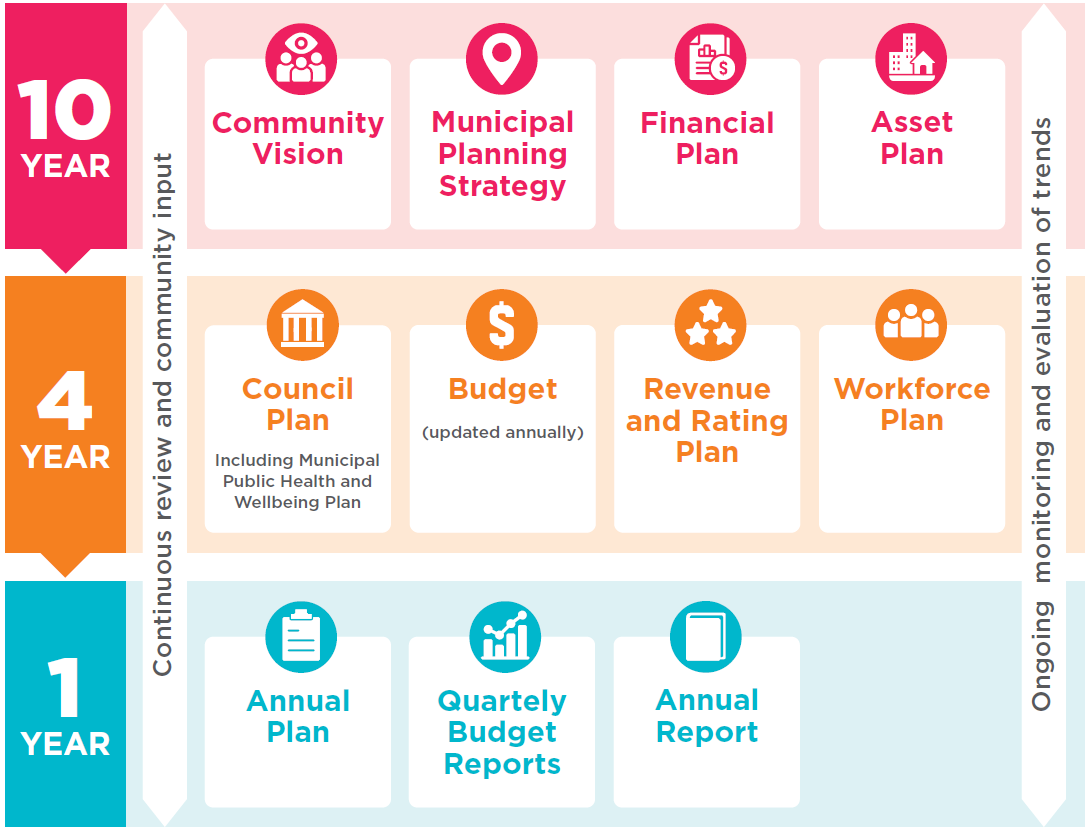 10
YEAR
Continuous review and community input
Community
Vision
Municipal
Planning
Strategy
Financial
Plan
$
Asset
Plan
Ongoing monitoring and evaluation of trends
4
YEAR
Council
Plan
Including Municipal
Public Health and
Wellbeing Plan
$
Budget
(updated annually)
Revenue
and Rating
Plan
Workforce
Plan
1
YEAR
Annual
Plan
Quartely
Budget
Reports
Annual
Report